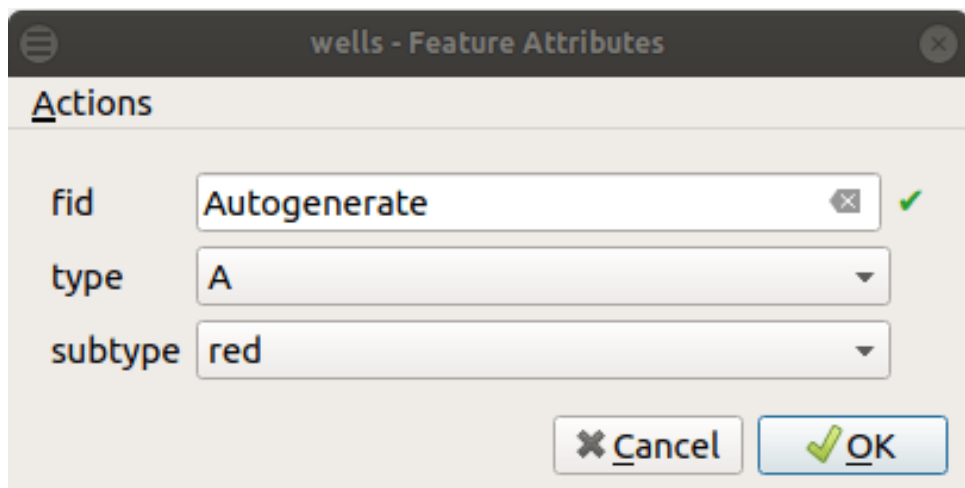 wells - Feature Attributes
Actions
fid Autogenerate
type A
subtype red
Cancel OK